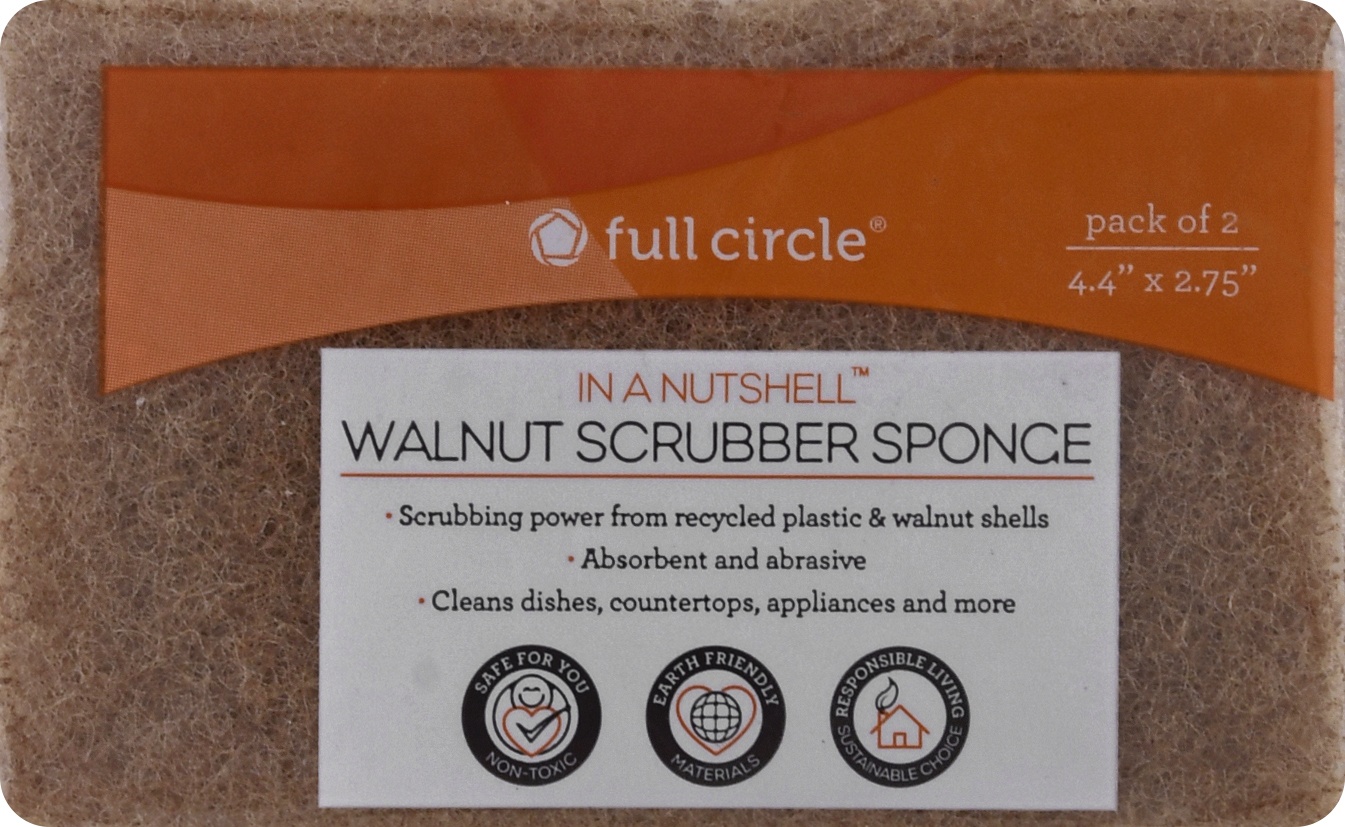 full circle®
pack of 2
4.4” x 2.75”
IN A NUTSHELL™
WALNUT SCRUBBER SPONGE
• Scrubbing power from recycled plastic & walnut shells
• Absorbent and abrasive
• Cleans dishes, countertops, appliances and more
SAFE FOR YOU
NON-TOXIC
EARTH FRIENDLY
MATERIALS
RESPONSIBLE LIVING
SUSTAINABLE CHOICE